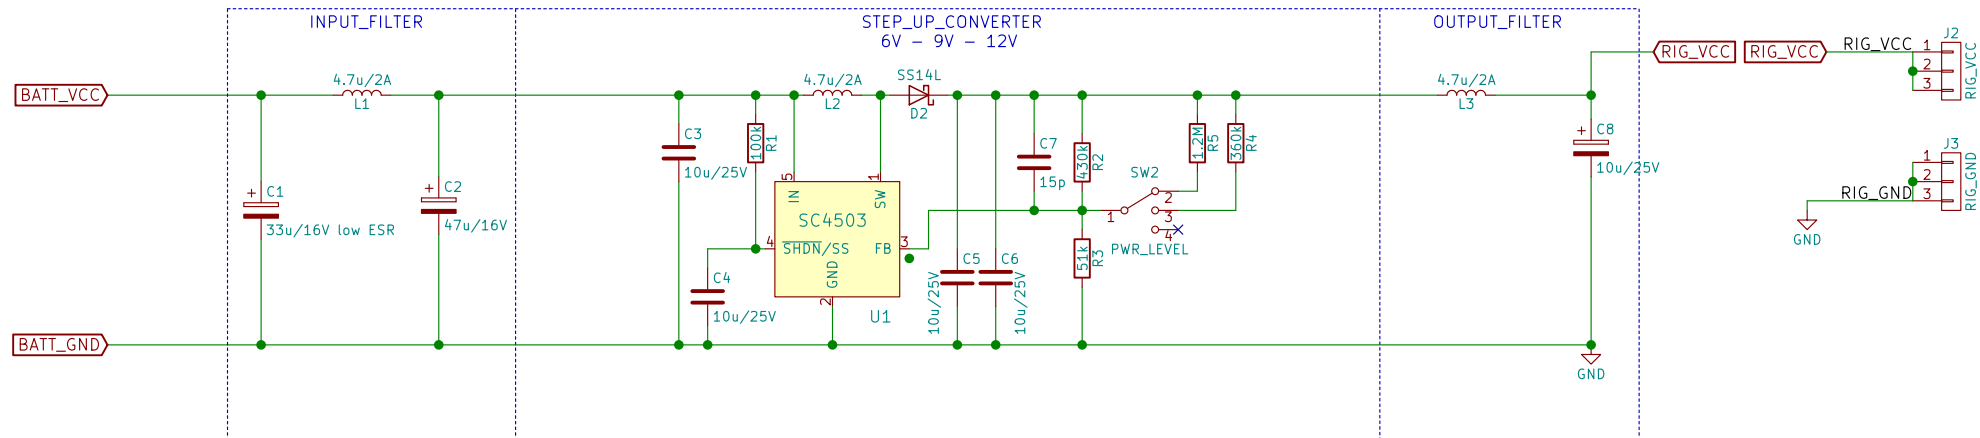 INPUT_FILTER
STEP_UP_CONVERTER
6V - 9V - 12V
OUTPUT_FILTER
BATT_VCC
4.7u/2A
L1
C1
33u/16V low ESR
C2
47u/16V
C3
10u/25V
100k
R1
C4
10u/25V
4.7u/2A
L2
SS14L
D2
5
IN
1
SW
SC4503
4
SHDN/SS
FB
3
GND
2
U1
C5
10u/25V
C6
10u/25V
C7
15p
430k
R2
51k
R3
SW2
1
2
3
4
PWR_LEVEL
1.2M
R5
360k
R4
4.7u/2A
L3
C8
10u/25V
GND
BATT_GND
RIG_VCC
RIG_VCC
RIG_VCC
J2
1
2
3
RIG_VCC
J3
1
2
3
RIG_GND
RIG_GND
GND